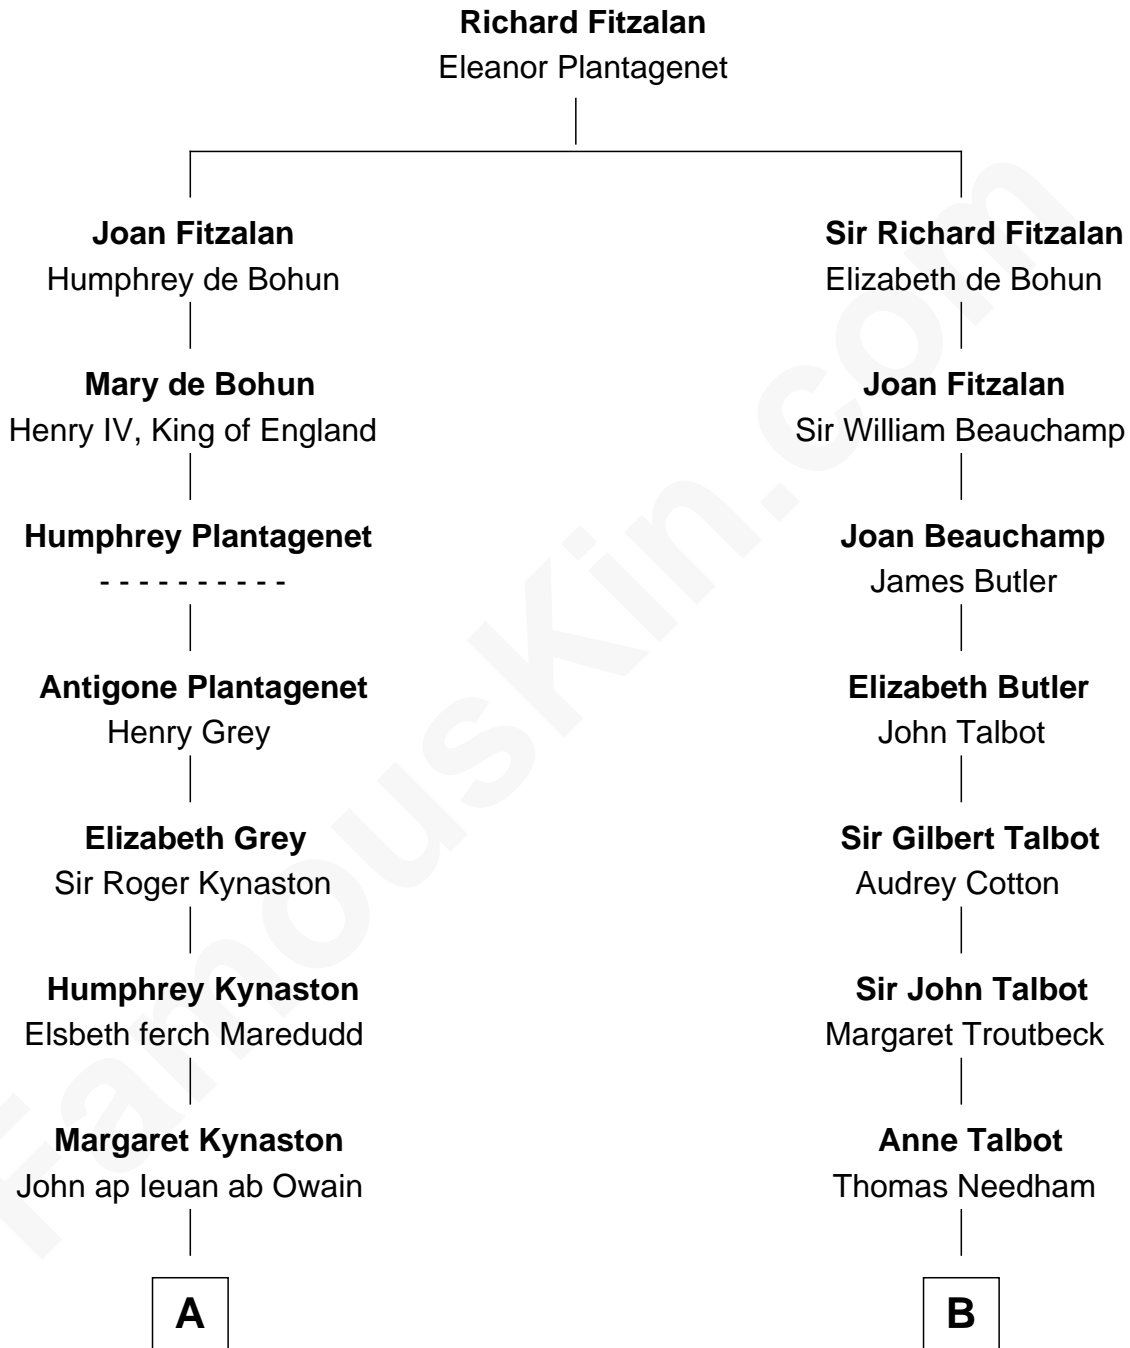 Richard Fitzalan
Eleanor Plantagenet
Joan Fitzalan
Humphrey de Bohun
Sir Richard Fitzalan
Elizabeth de Bohun
Mary de Bohun
Henry IV, King of England
Joan Fitzalan
Sir William Beauchamp
Humphrey Plantagenet
- - - - - - - - - -
Joan Beauchamp
James Butler
Antigone Plantagenet
Henry Grey
Elizabeth Butler
John Talbot
Elizabeth Grey
Sir Roger Kynaston
Sir Gilbert Talbot
Audrey Cotton
Humphrey Kynaston
Elsbeth ferch Maredudd
Sir John Talbot
Margaret Troutbeck
Margaret Kynaston
John ap Ieuan ab Owain
Anne Talbot
Thomas Needham
A
B
FamousKin.com